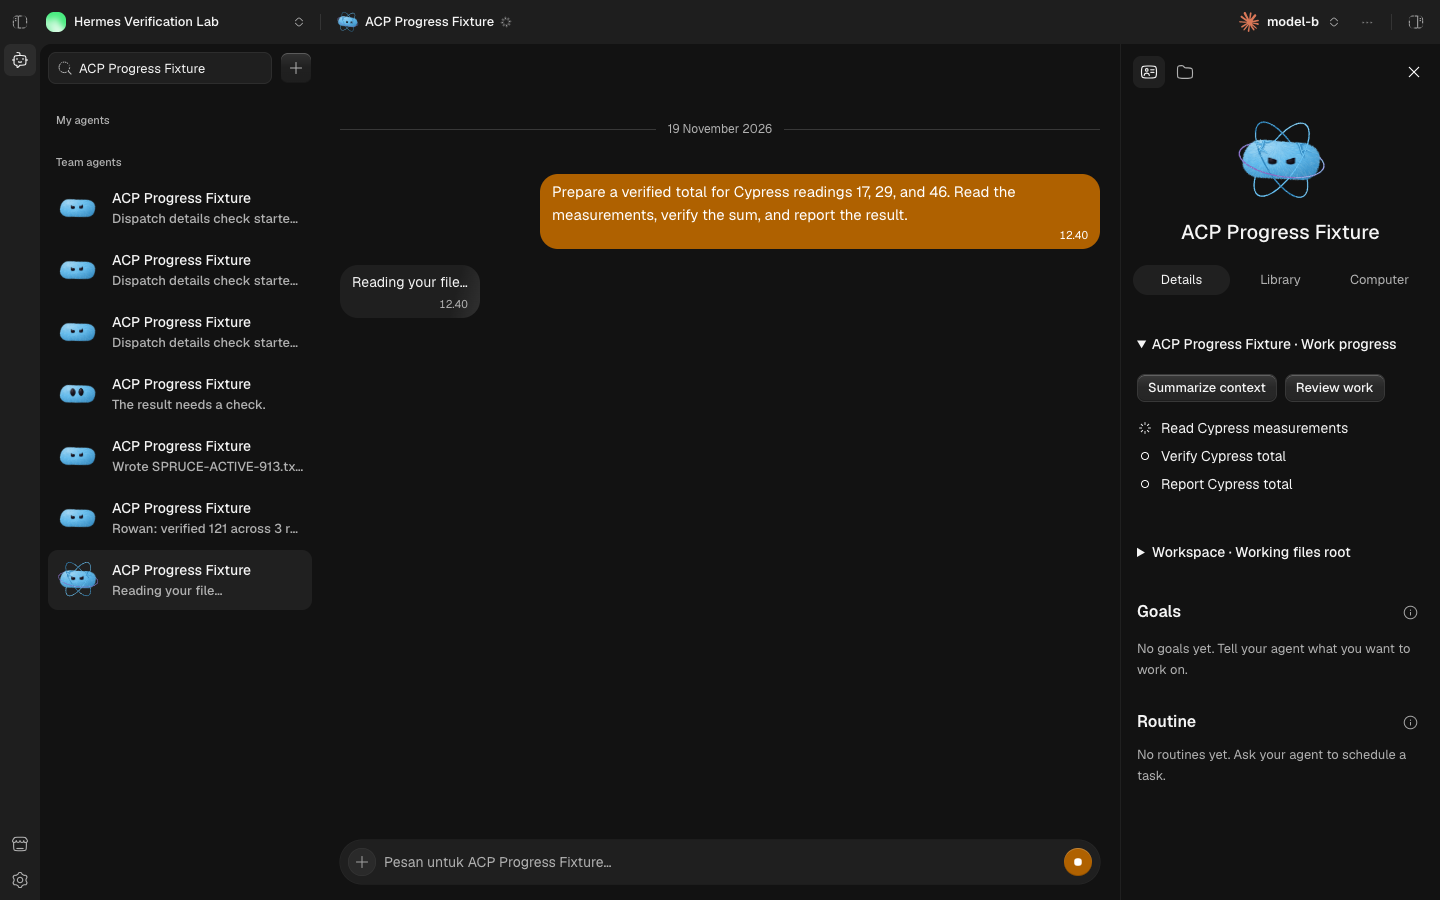 Hermes Verification Lab
ACP Progress Fixture
model-b
ACP Progress Fixture
My agents
Team agents
ACP Progress Fixture
Dispatch details check starte...
ACP Progress Fixture
Dispatch details check starte...
ACP Progress Fixture
Dispatch details check starte...
ACP Progress Fixture
The result needs a check.
ACP Progress Fixture
Wrote SPRUCE-ACTIVE-913.tx...
ACP Progress Fixture
Rowan: verified 121 across 3 r...
ACP Progress Fixture
Reading your file...
19 November 2026
Prepare a verified total for Cypress readings 17, 29, and 46. Read the
measurements, verify the sum, and report the result.
12.40
Reading your file...
12.40
Pesan untuk ACP Progress Fixture...
ACP Progress Fixture
Details
Library
Computer
ACP Progress Fixture · Work progress
Summarize context
Review work
Read Cypress measurements
Verify Cypress total
Report Cypress total
Workspace · Working files root
Goals
No goals yet. Tell your agent what you want to
work on.
Routine
No routines yet. Ask your agent to schedule a
task.